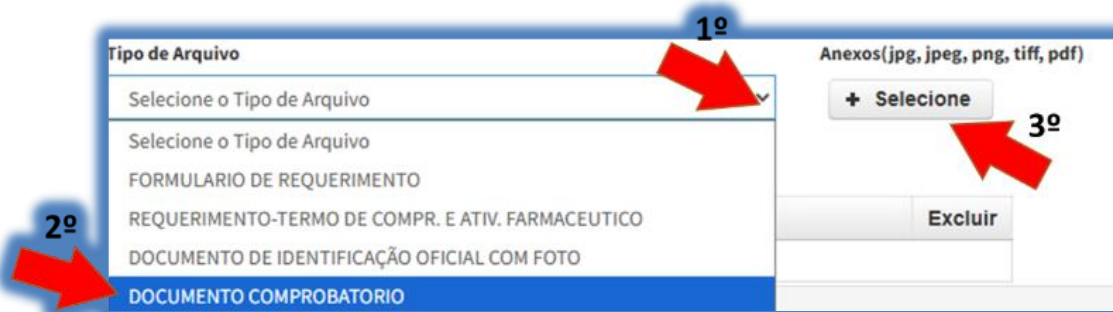 1º
Tipo de Arquivo
Anexos(jpg, jpeg, png, tiff, pdf)
Selecione o Tipo de Arquivo
+ Selecione
3º
Selecione o Tipo de Arquivo
FORMULARIO DE REQUERIMENTO
2º
REQUERIMENTO-TERMO DE COMPR. E ATIV. FARMACEUTICO
Excluir
DOCUMENTO DE IDENTIFICAÇÃO OFICIAL COM FOTO
DOCUMENTO COMPROBATORIO